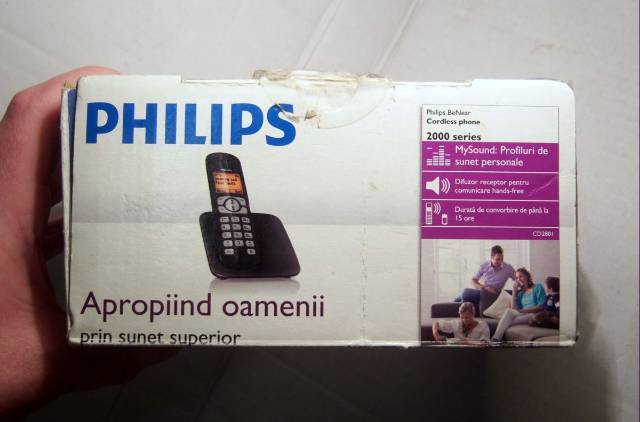 PHILIPS
Apropiind oamenii
prin sunet superior
Philips BeNear
Cordless phone
2000 series
MySound: Profiluri de
sunet personale
Difuzor receptor pentru
comunicare hands-free
Durată de convorbire de până la
15 ore
CD2801